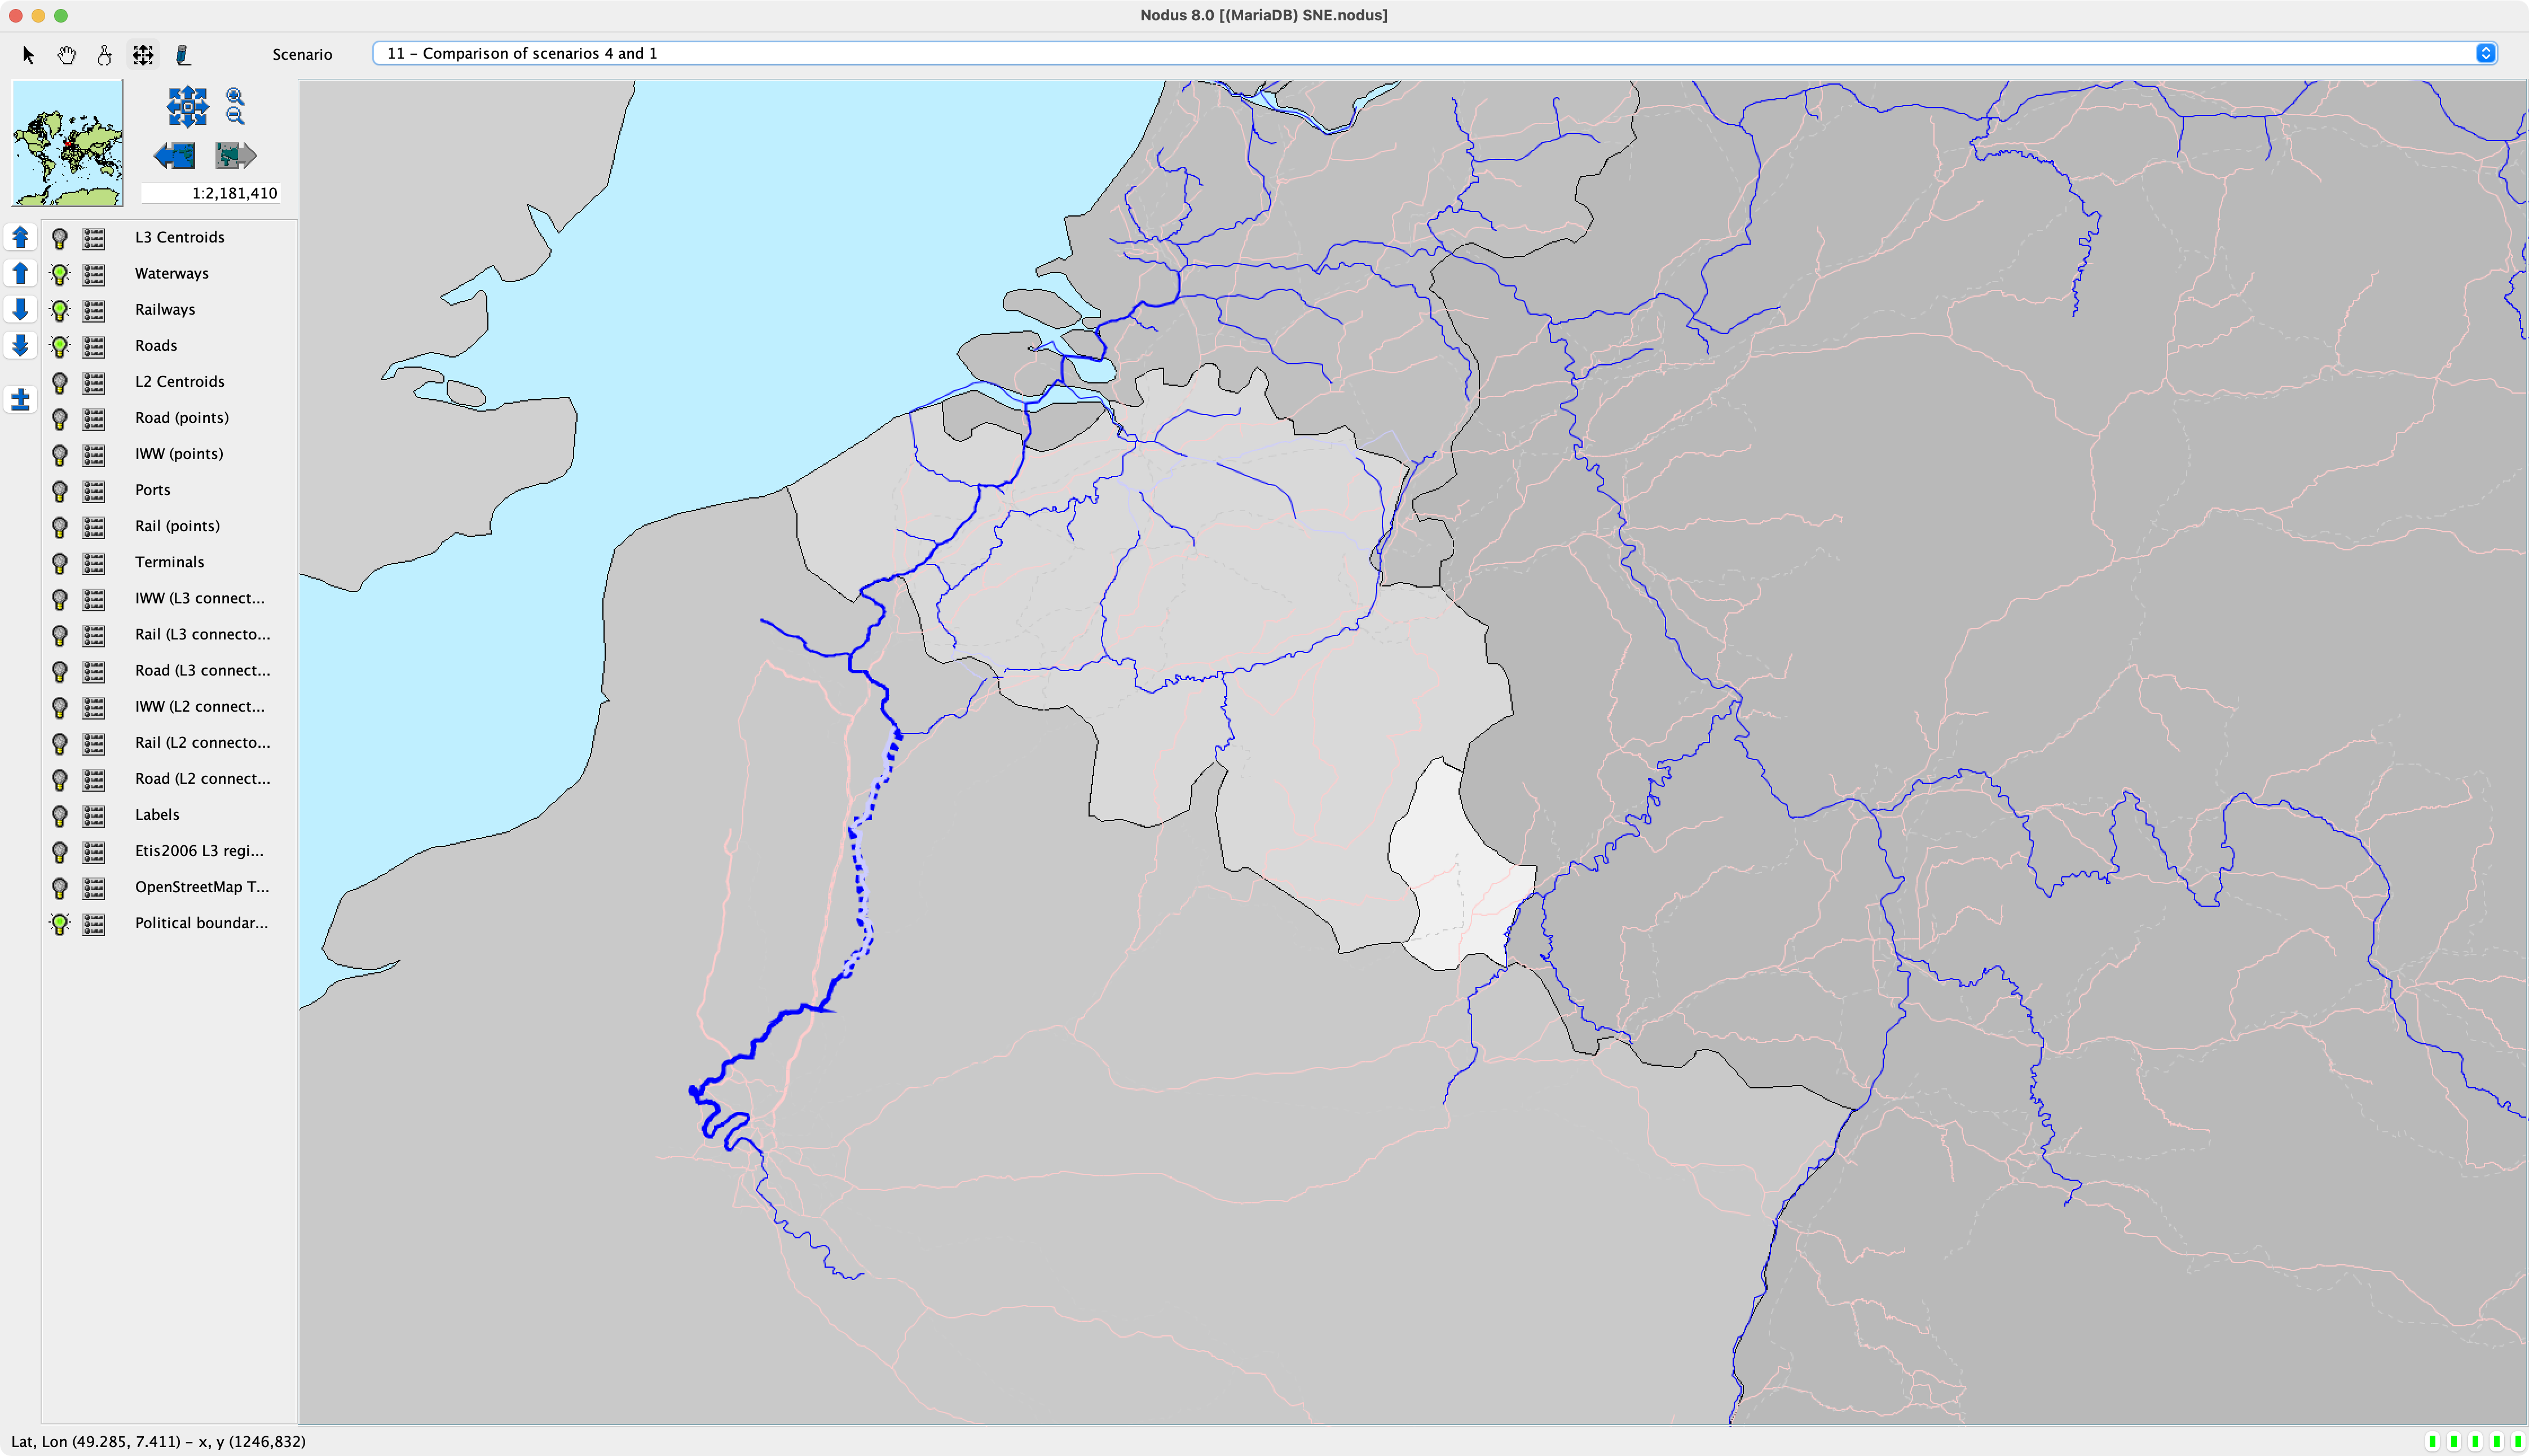 Nodus 8.0 [(MariaDB) SNE.nodus]
Scenario
11 – Comparison of scenarios 4 and 1
1:2,181,410
L3 Centroids
Waterways
Railways
Roads
L2 Centroids
Road (points)
IWW (points)
Ports
Rail (points)
Terminals
IWW (L3 connect...
Rail (L3 connecto...
Road (L3 connect...
IWW (L2 connect...
Rail (L2 connecto...
Road (L2 connect...
Labels
Etis2006 L3 regi...
OpenStreetMap T...
Political boundar...
Lat, Lon (49.285, 7.411) – x, y (1246,832)